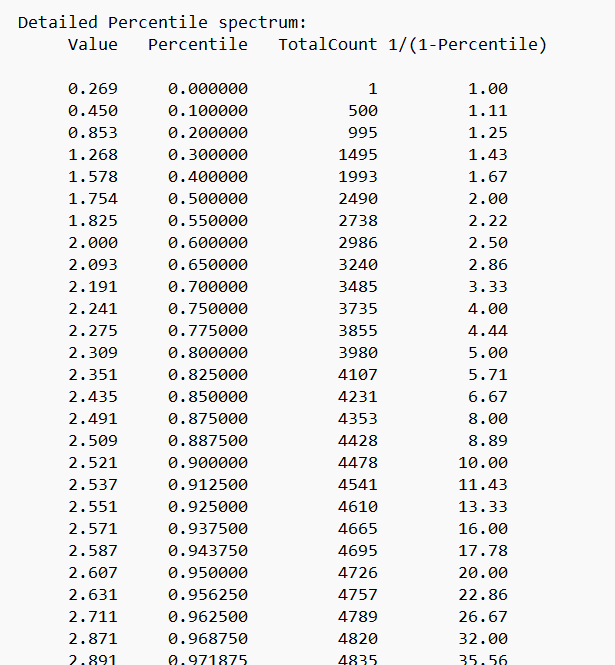 Detailed Percentile spectrum:
Value Percentile TotalCount 1/(1-Percentile)
0.269 0.000000 1 1.00
0.450 0.100000 500 1.11
0.853 0.200000 995 1.25
1.268 0.300000 1495 1.43
1.578 0.400000 1993 1.67
1.754 0.500000 2490 2.00
1.825 0.550000 2738 2.22
2.000 0.600000 2986 2.50
2.093 0.650000 3240 2.86
2.191 0.700000 3485 3.33
2.241 0.750000 3735 4.00
2.275 0.775000 3855 4.44
2.309 0.800000 3980 5.00
2.351 0.825000 4107 5.71
2.435 0.850000 4231 6.67
2.491 0.875000 4353 8.00
2.509 0.887500 4428 8.89
2.521 0.900000 4478 10.00
2.537 0.912500 4541 11.43
2.551 0.925000 4610 13.33
2.571 0.937500 4665 16.00
2.587 0.943750 4695 17.78
2.607 0.950000 4726 20.00
2.631 0.956250 4757 22.86
2.711 0.962500 4789 26.67
2.871 0.968750 4820 32.00
2.891 0.971875 4835 35.56